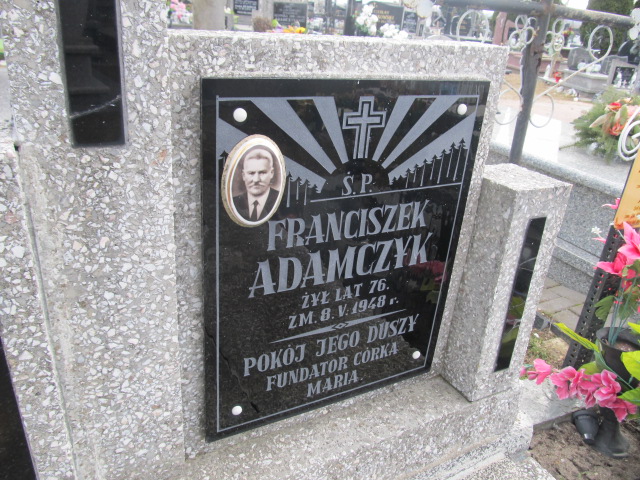 Ś.P.
FRANCISZEK
ADAMCZYK
ŻYŁ LAT 76.
ZM. 8.V.1948 r.
POKÓJ JEGO DUSZY
FUNDATOR CÓRKA
MARIA.